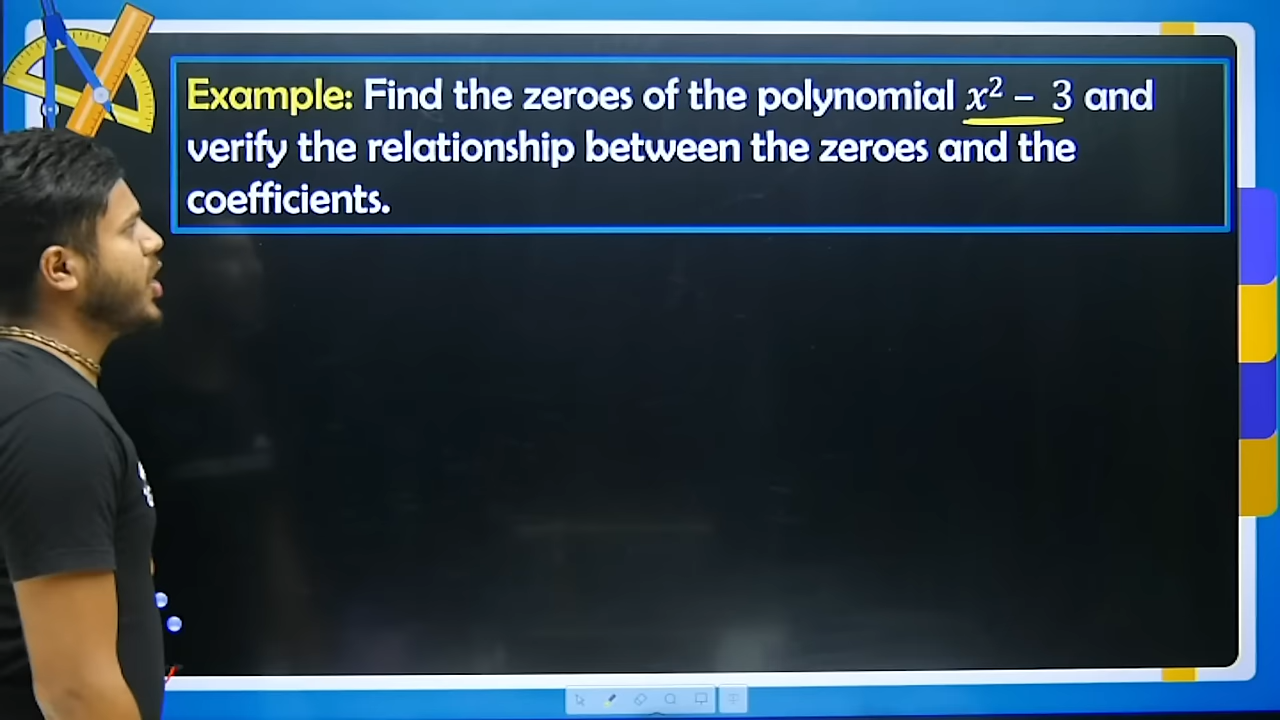 Example: Find the zeroes of the polynomial x² – 3 and
verify the relationship between the zeroes and the
coefficients.